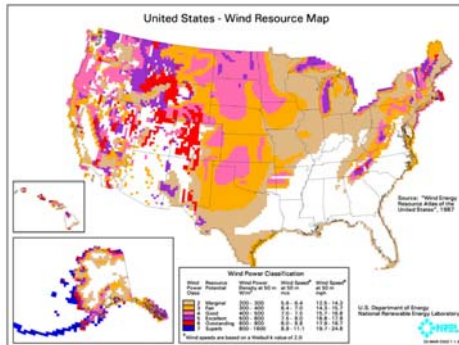 United States - Wind Resource Map
Source: "Wind Energy
Resource Atlas of the
United States", 1987
Wind Power Classification
Wind Power Class
Resource Potential
Wind Power Density at 50 m W/m²
Wind Speedª at 50 m m/s
Wind Speedª at 50 m mph
2 Marginal 200 - 300 5.6 - 6.4 12.5 - 14.3
3 Fair 300 - 400 6.4 - 7.0 14.3 - 15.7
4 Good 400 - 500 7.0 - 7.5 15.7 - 16.8
5 Excellent 500 - 600 7.5 - 8.0 16.8 - 17.9
6 Outstanding 600 - 800 8.0 - 8.8 17.9 - 19.7
7 Superb 800 - 1600 8.8 - 11.1 19.7 - 24.8
ª Wind speeds are based on a Weibull k value of 2.0
U.S. Department of Energy
National Renewable Energy Laboratory
NREL